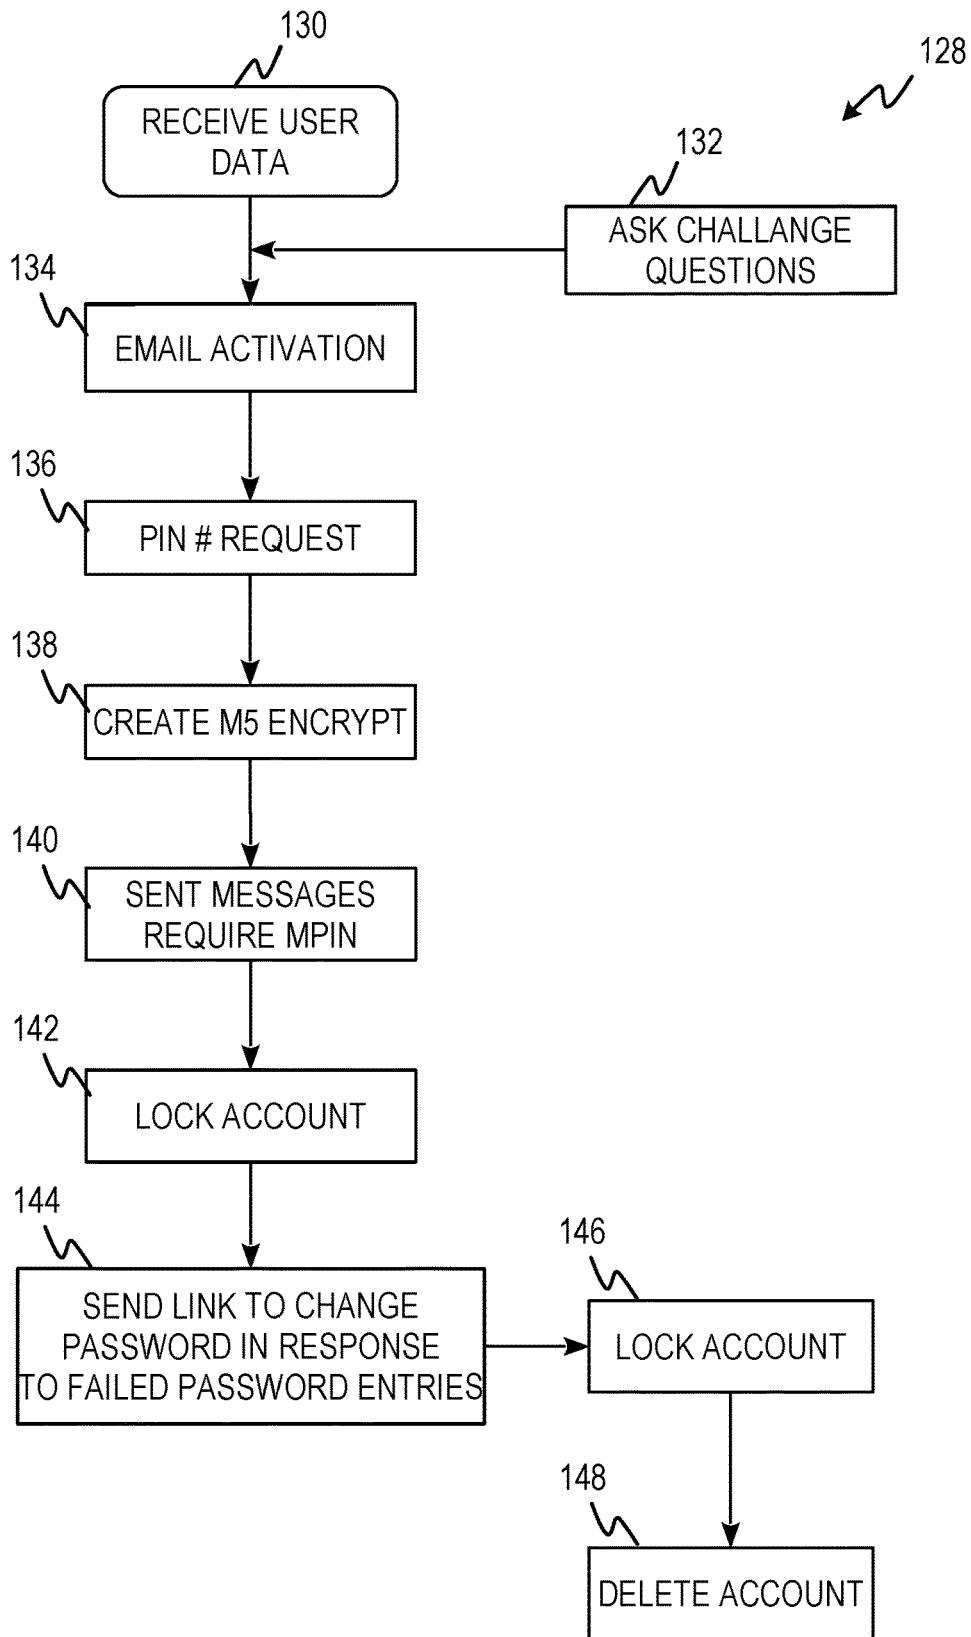 130
128
RECEIVE USER
DATA
132
ASK CHALLANGE
QUESTIONS
134
EMAIL ACTIVATION
136
PIN # REQUEST
138
CREATE M5 ENCRYPT
140
SENT MESSAGES
REQUIRE MPIN
142
LOCK ACCOUNT
144
SEND LINK TO CHANGE
PASSWORD IN RESPONSE
TO FAILED PASSWORD ENTRIES
146
LOCK ACCOUNT
148
DELETE ACCOUNT